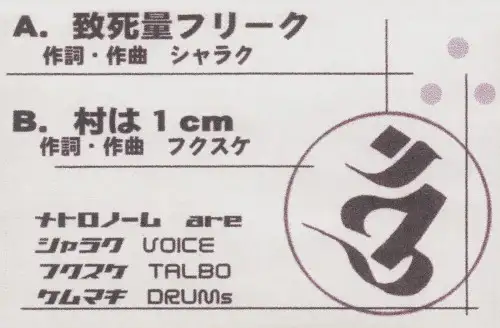 A. 致死量フリーク
作詞・作曲 シャラク
B. 村は1cm
作詞・作曲 フクスケ
メトロノーム are
シャラク VOICE
フクスケ TALBO
ケムマチ DRUMs